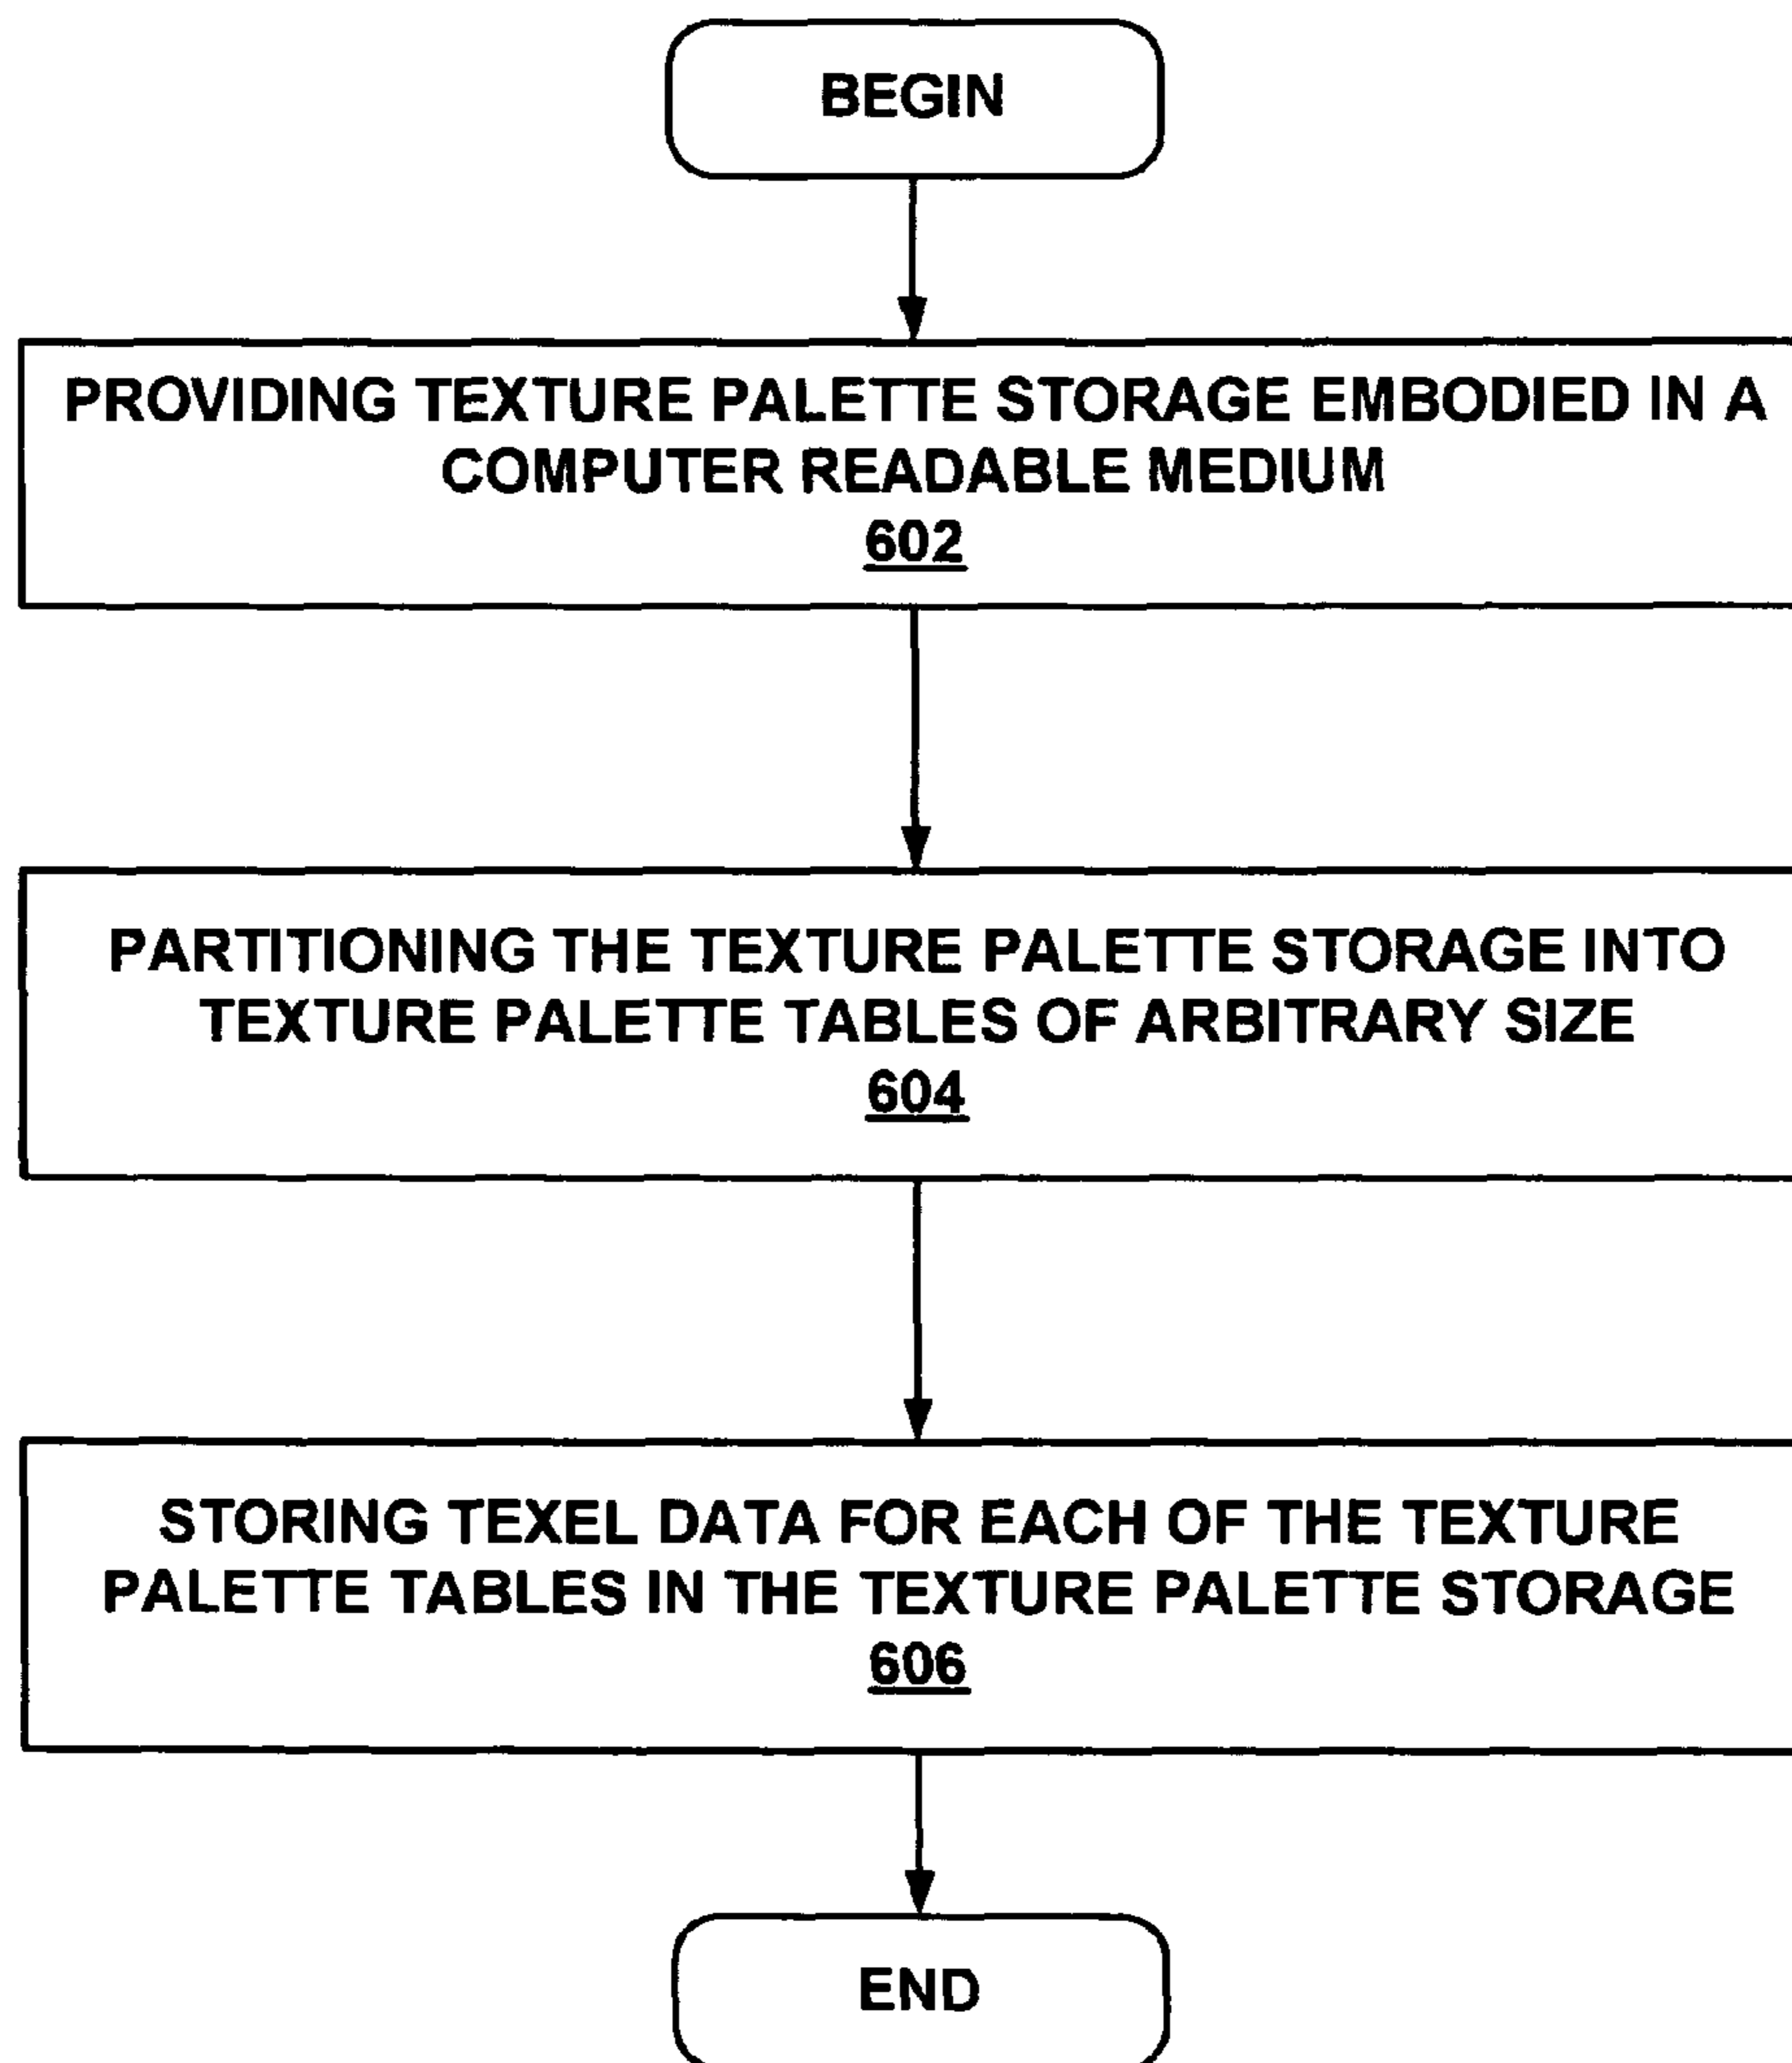 BEGIN
PROVIDING TEXTURE PALETTE STORAGE EMBODIED IN A
COMPUTER READABLE MEDIUM
602
PARTITIONING THE TEXTURE PALETTE STORAGE INTO
TEXTURE PALETTE TABLES OF ARBITRARY SIZE
604
STORING TEXEL DATA FOR EACH OF THE TEXTURE
PALETTE TABLES IN THE TEXTURE PALETTE STORAGE
606
END